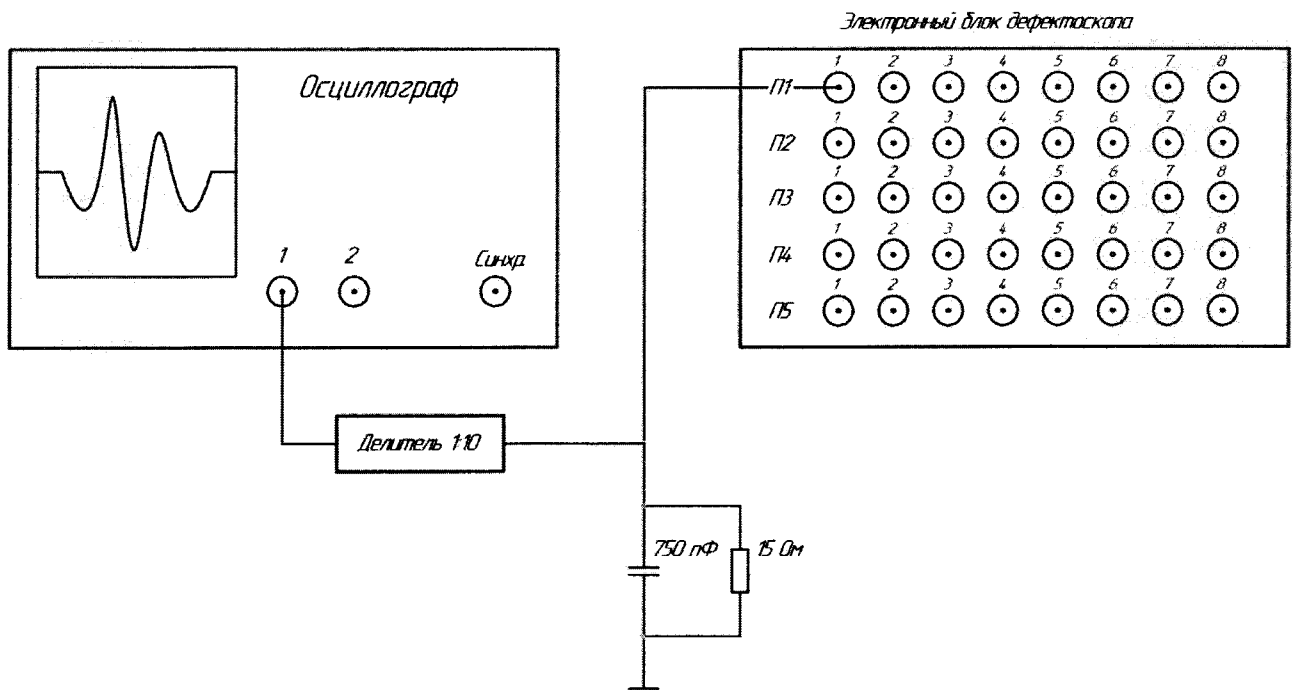 Электронный блок дефектоскопа
Осциллограф
1 2 Синхр.
1 2 3 4 5 6 7 8
П1
1 2 3 4 5 6 7 8
П2
1 2 3 4 5 6 7 8
П3
1 2 3 4 5 6 7 8
П4
1 2 3 4 5 6 7 8
П5
Делитель 1:10
750 пФ
15 Ом